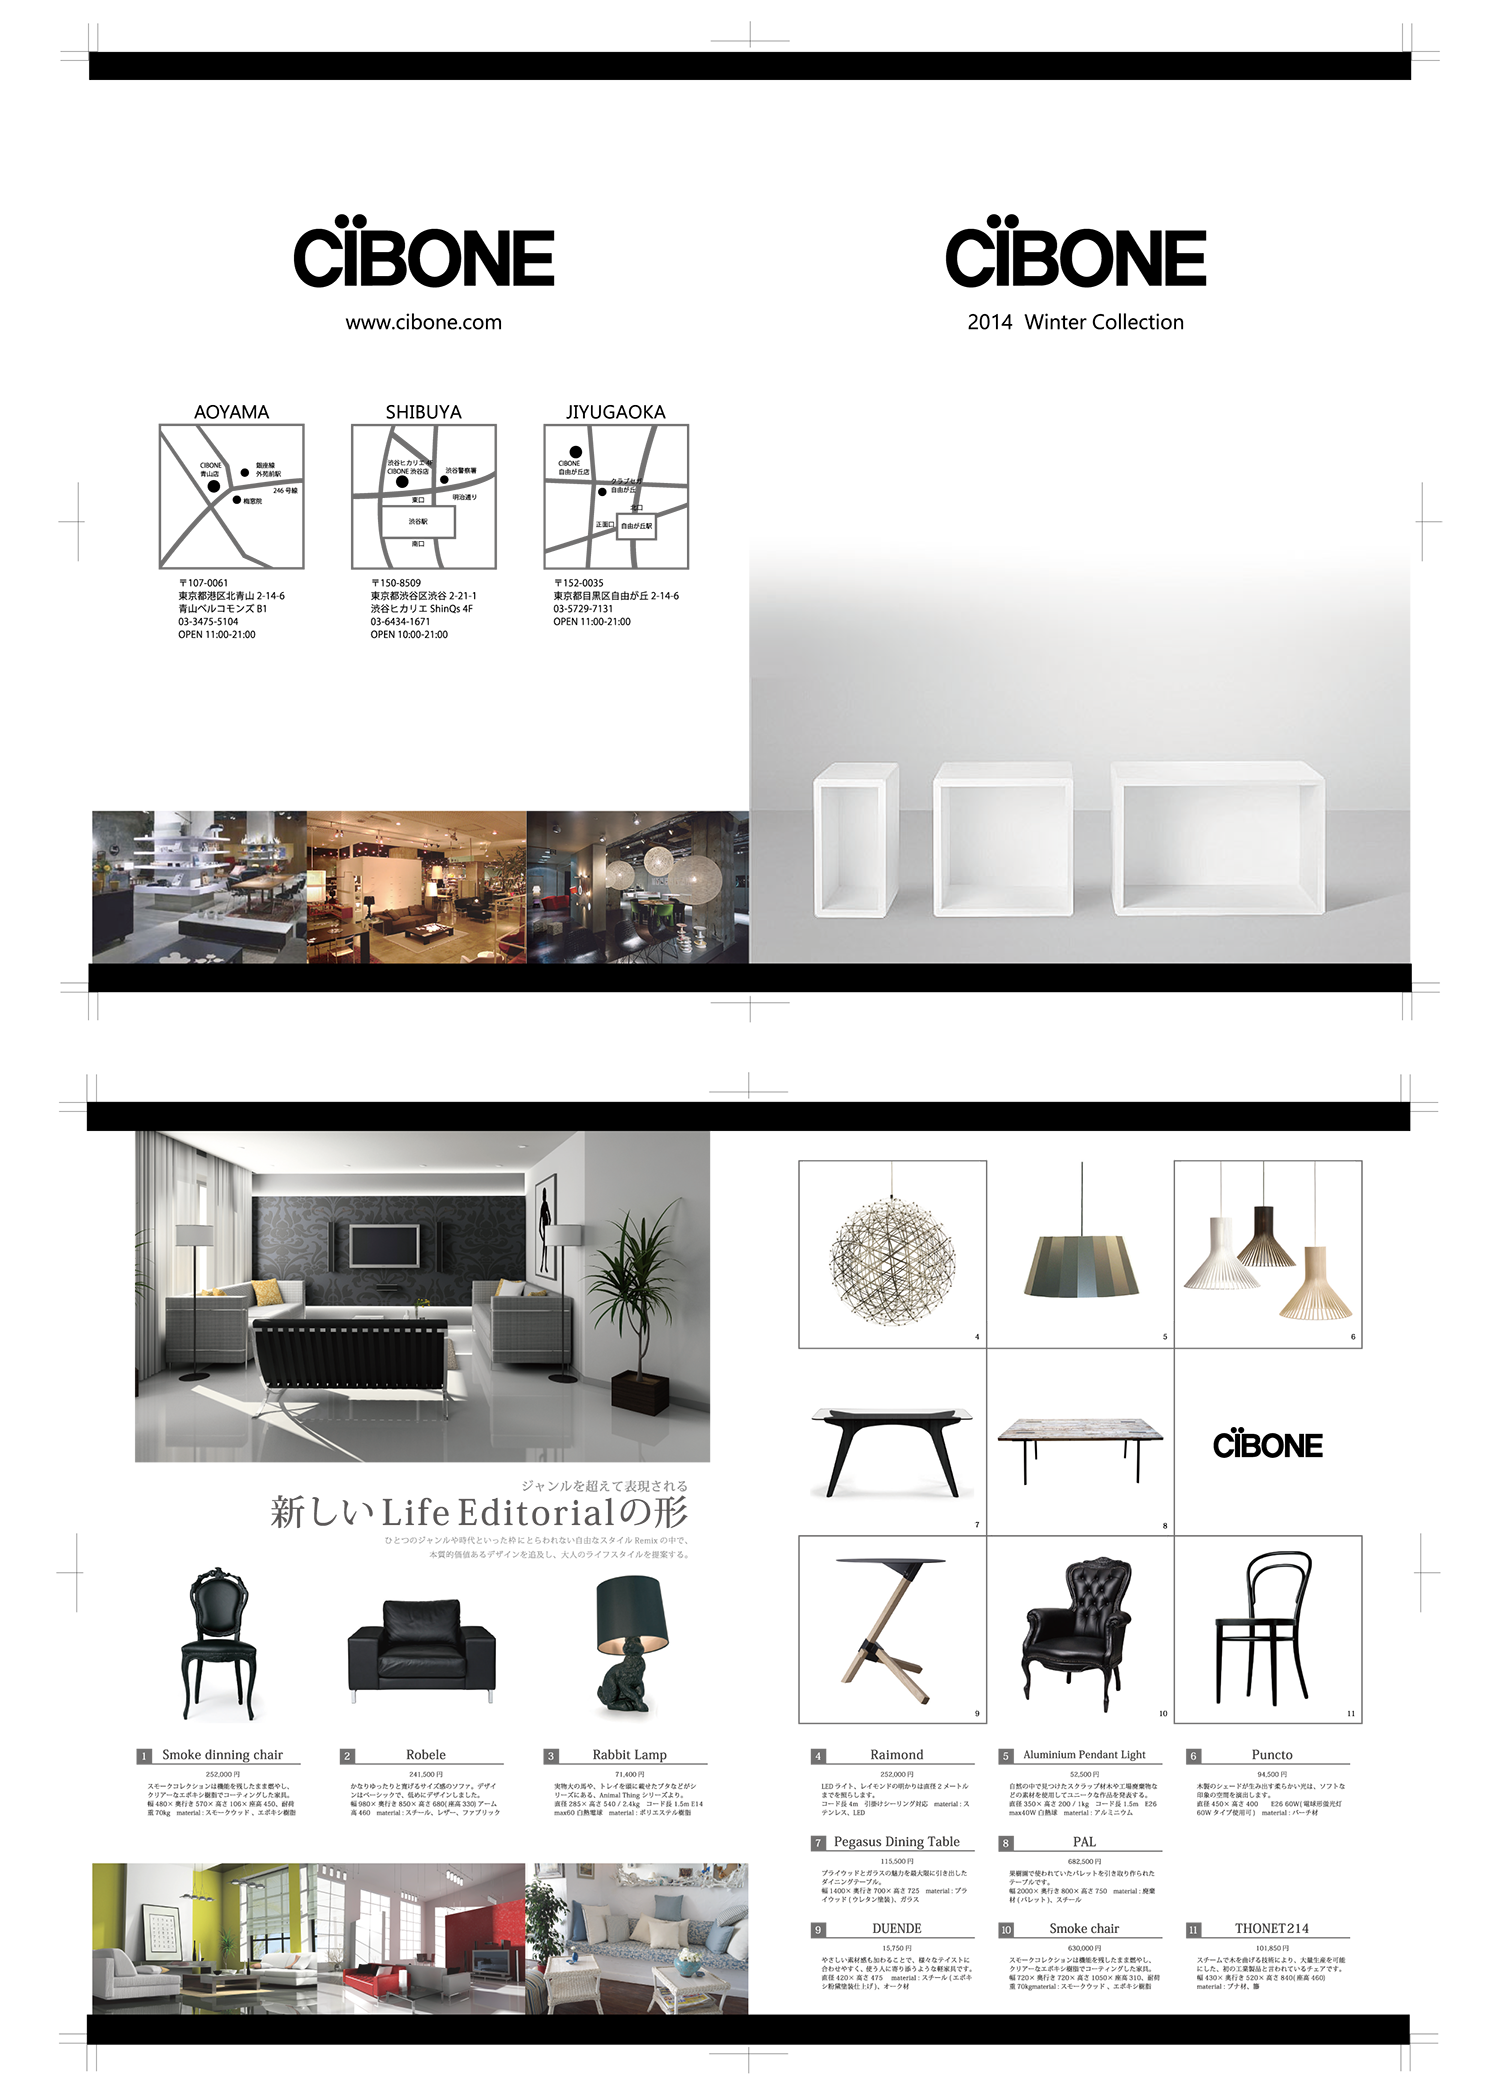 CÏBONE
www.cibone.com
AOYAMA
CIBONE
青山店
銀座線
外苑前駅
246 号線
梅窓院
〒107-0061
東京都港区北青山 2-14-6
青山ベルコモンズ B1
03-3475-5104
OPEN 11:00-21:00
SHIBUYA
渋谷ヒカリエ 4F
CIBONE 渋谷店
渋谷警察署
東口
明治通り
渋谷駅
南口
〒150-8509
東京都渋谷区渋谷 2-21-1
渋谷ヒカリエ ShinQs 4F
03-6434-1671
OPEN 10:00-21:00
JIYUGAOKA
CIBONE
自由が丘店
クラブセガ
自由が丘
北口
正面口
自由が丘駅
〒152-0035
東京都目黒区自由が丘 2-14-6
03-5729-7131
OPEN 11:00-21:00
CÏBONE
2014 Winter Collection
ジャンルを超えて表現される
新しい Life Editorialの形
ひとつのジャンルや時代といった枠にとらわれない自由なスタイル Remix の中で、
本質的価値あるデザインを追及し、大人のライフスタイルを提案する。
1 Smoke dinning chair
252,000 円
スモークコレクションは機能を残したまま燃やし、
クリアーなエポキシ樹脂でコーティングした家具。
幅 480× 奥行き 570× 高さ 106× 座高 450、耐荷
重 70kg material : スモークウッド 、エポキシ樹脂
2 Robele
241,500 円
かなりゆったりと寛げるサイズ感のソファ。デザイ
ンはベーシックで、低めにデザインしました。
幅 980× 奥行き 850× 高さ 680( 座高 330) アーム
高 460 material : スチール、レザー、ファブリック
3 Rabbit Lamp
71,400 円
実物大の馬や、トレイを頭に載せたブタなどがシ
リーズにある、Animal Thing シリーズより。
直径 285× 高さ 540 / 2.4kg コード長 1.5m E14
max60 白熱電球 material : ポリエステル樹脂
4
5
6
7
8
CÏBONE
9
10
11
4 Raimond
252,000 円
LED ライト、レイモンドの明かりは直径 2 メートル
までを照らします。
コード長 4m 引掛けシーリング対応 material : ス
テンレス、LED
5 Aluminium Pendant Light
52,500 円
自然の中で見つけたスクラップ材木や工場廃棄物な
どの素材を使用してユニークな作品を発表する。
直径 350× 高さ 200 / 1kg コード長 1.5m E26
max40W 白熱球 material : アルミニウム
6 Puncto
94,500 円
木製のシェードが生み出す柔らかい光は、ソフトな
印象の空間を演出します。
直径 450× 高さ 400 E26 60W( 電球形蛍光灯
60W タイプ使用可 ) material : バーチ材
7 Pegasus Dining Table
115,500 円
プライウッドとガラスの魅力を最大限に引き出した
ダイニングテーブル。
幅 1400× 奥行き 700× 高さ 725 material : プラ
イウッド ( ウレタン塗装 )、ガラス
8 PAL
682,500 円
果樹園で使われていたパレットを引き取り作られた
テーブルです。
幅 2000× 奥行き 800× 高さ 750 material : 廃棄
材 ( パレット )、スチール
9 DUENDE
15,750 円
やさしい素材感も加わることで、様々なテイストに
合わせやすく、使う人に寄り添うような軽家具です。
直径 420× 高さ 475 material : スチール ( エポキ
シ粉黛塗装仕上げ )、オーク材
10 Smoke chair
630,000 円
スモークコレクションは機能を残したまま燃やし、
クリアーなエポキシ樹脂でコーティングした家具。
幅 720× 奥行き 720× 高さ 1050× 座高 310、耐荷
重 70kgmaterial : スモークウッド 、エポキシ樹脂
11 THONET214
101,850 円
スチームで木を曲げる技術により、大量生産を可能
にした、初の工業製品と言われているチェアです。
幅 430× 奥行き 520× 高さ 840( 座高 460)
material : ブナ材、籐